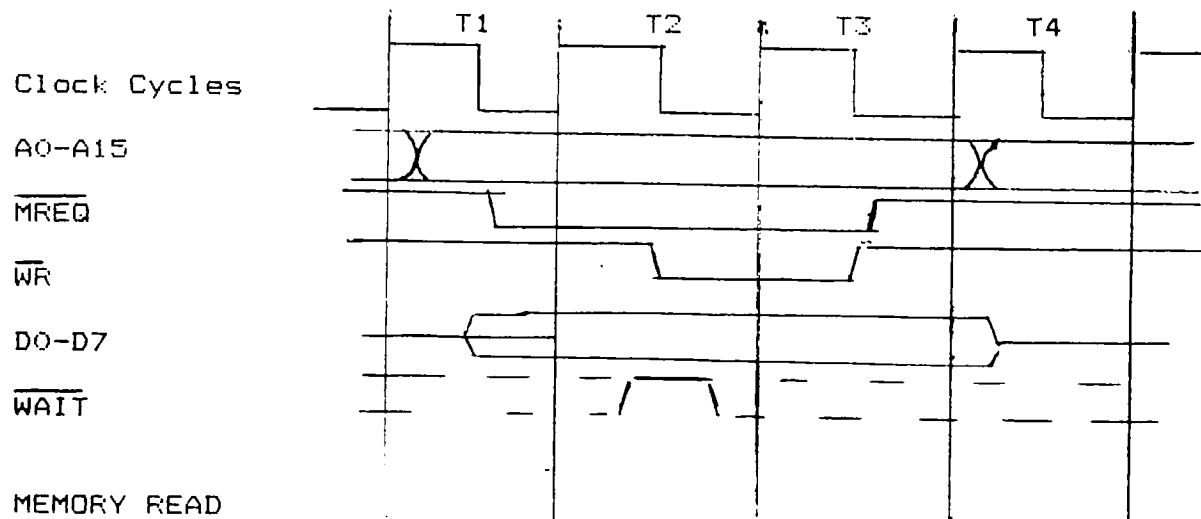 T1 T2 T3 T4
Clock Cycles
A0-A15
MREQ
WR
D0-D7
WAIT
MEMORY READ